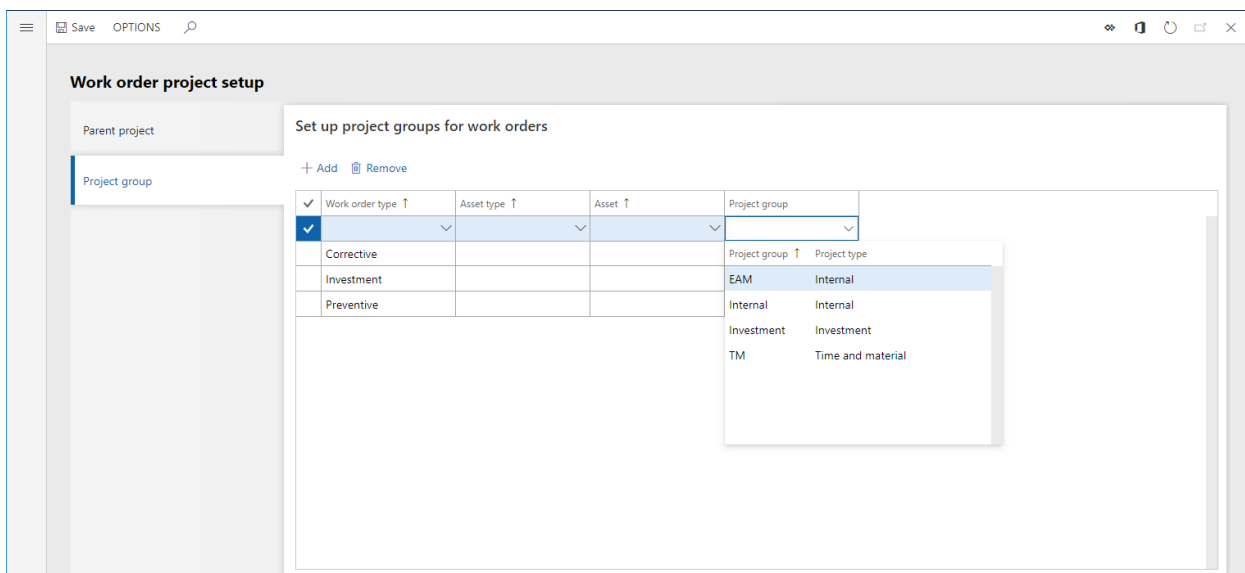 Save OPTIONS
Work order project setup
Parent project
Project group
Set up project groups for work orders
+ Add Remove
Work order type ↑ Asset type ↑ Asset ↑ Project group
Corrective
Investment
Preventive
Project group ↑ Project type
EAM Internal
Internal Internal
Investment Investment
TM Time and material